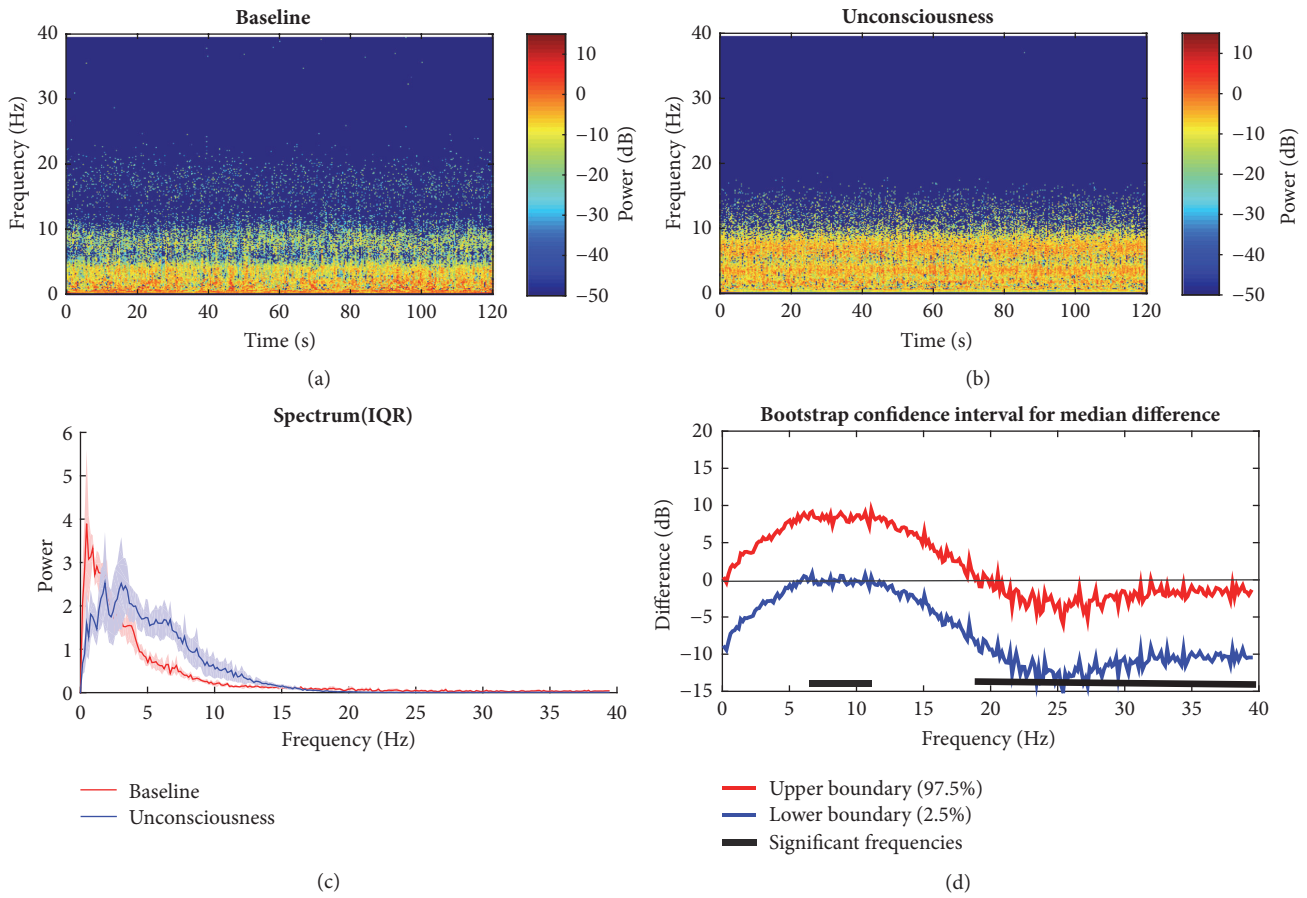 Baseline
40
30
20
10
0
Frequency (Hz)
0 20 40 60 80 100 120
Time (s)
10
0
−10
−20
−30
−40
−50
Power (dB)
(a)
Unconsciousness
40
30
20
10
0
Frequency (Hz)
0 20 40 60 80 100 120
Time (s)
10
0
−10
−20
−30
−40
−50
Power (dB)
(b)
Spectrum(IQR)
6
5
4
3
2
1
0
Power
0 5 10 15 20 25 30 35 40
Frequency (Hz)
Baseline
Unconsciousness
(c)
Bootstrap confidence interval for median difference
20
15
10
5
0
−5
−10
−15
Difference (dB)
0 5 10 15 20 25 30 35 40
Frequency (Hz)
Upper boundary (97.5%)
Lower boundary (2.5%)
Significant frequencies
(d)